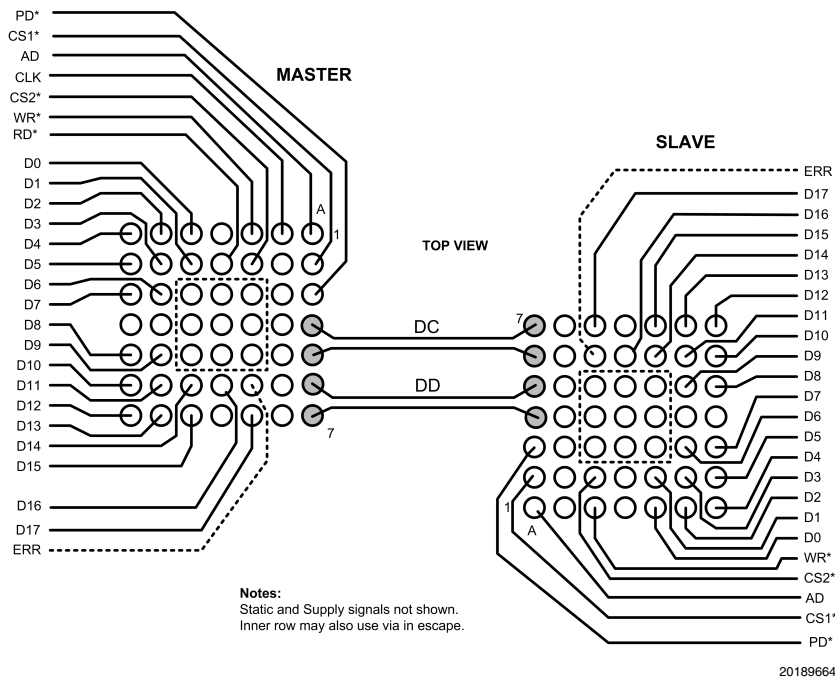 PD*
CS1*
AD
CLK
CS2*
WR*
RD*
D0
D1
D2
D3
D4
D5
D6
D7
D8
D9
D10
D11
D12
D13
D14
D15
D16
D17
ERR
MASTER
A
1
7
TOP VIEW
DC
DD
SLAVE
7
1
A
ERR
D17
D16
D15
D14
D13
D12
D11
D10
D9
D8
D7
D6
D5
D4
D3
D2
D1
D0
WR*
CS2*
AD
CS1*
PD*
Notes:
Static and Supply signals not shown.
Inner row may also use via in escape.
20189664